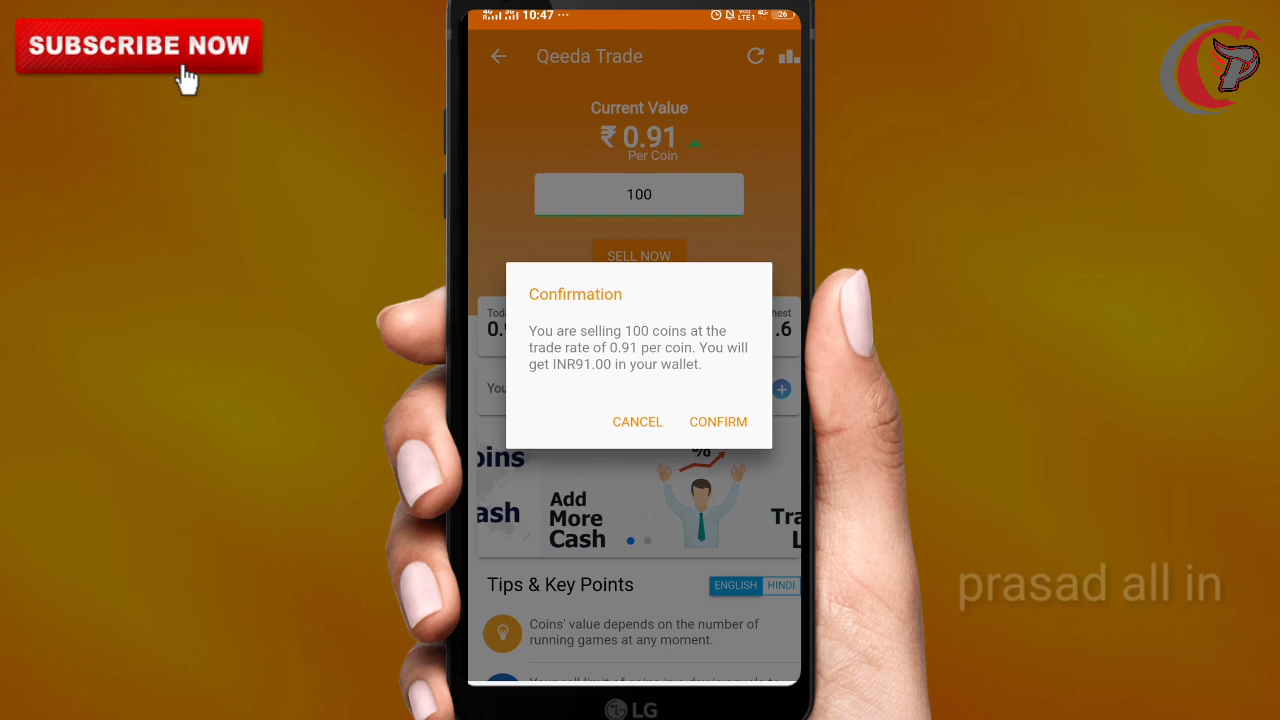 SUBSCRIBE NOW
10:47 ···
26
Qeeda Trade
Current Value
₹ 0.91
Per Coin
100
SELL NOW
Confirmation
You are selling 100 coins at the
trade rate of 0.91 per coin. You will
get INR91.00 in your wallet.
CANCEL CONFIRM
.6
Add
More
Cash
%
Tips & Key Points
ENGLISH HINDI
Coins' value depends on the number of
running games at any moment.
prasad all in
LG
P